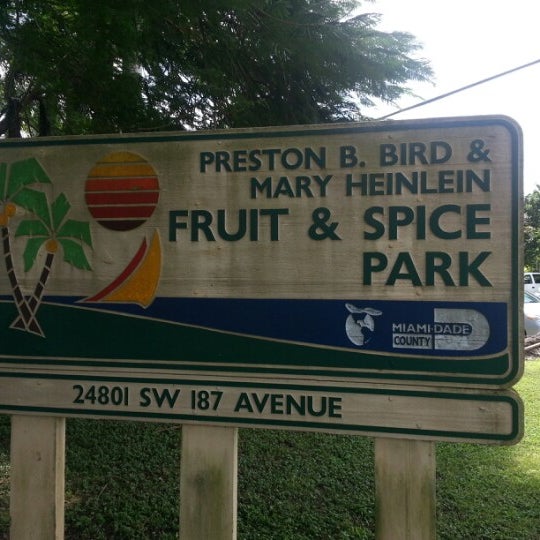 PRESTON B. BIRD &
MARY HEINLEIN
FRUIT & SPICE
PARK
MIAMI-DADE
COUNTY
24801 SW 187 AVENUE